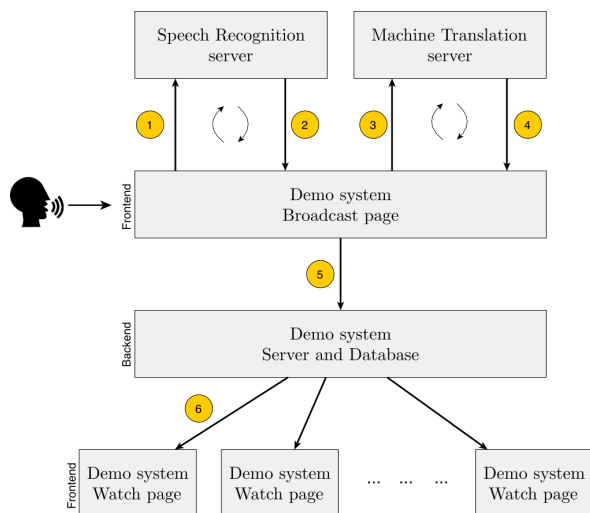 Speech Recognition
server
Machine Translation
server
1
2
3
4
Frontend
Demo system
Broadcast page
5
Backend
Demo system
Server and Database
6
Frontend
Demo system
Watch page
Demo system
Watch page
... ... ...
Demo system
Watch page